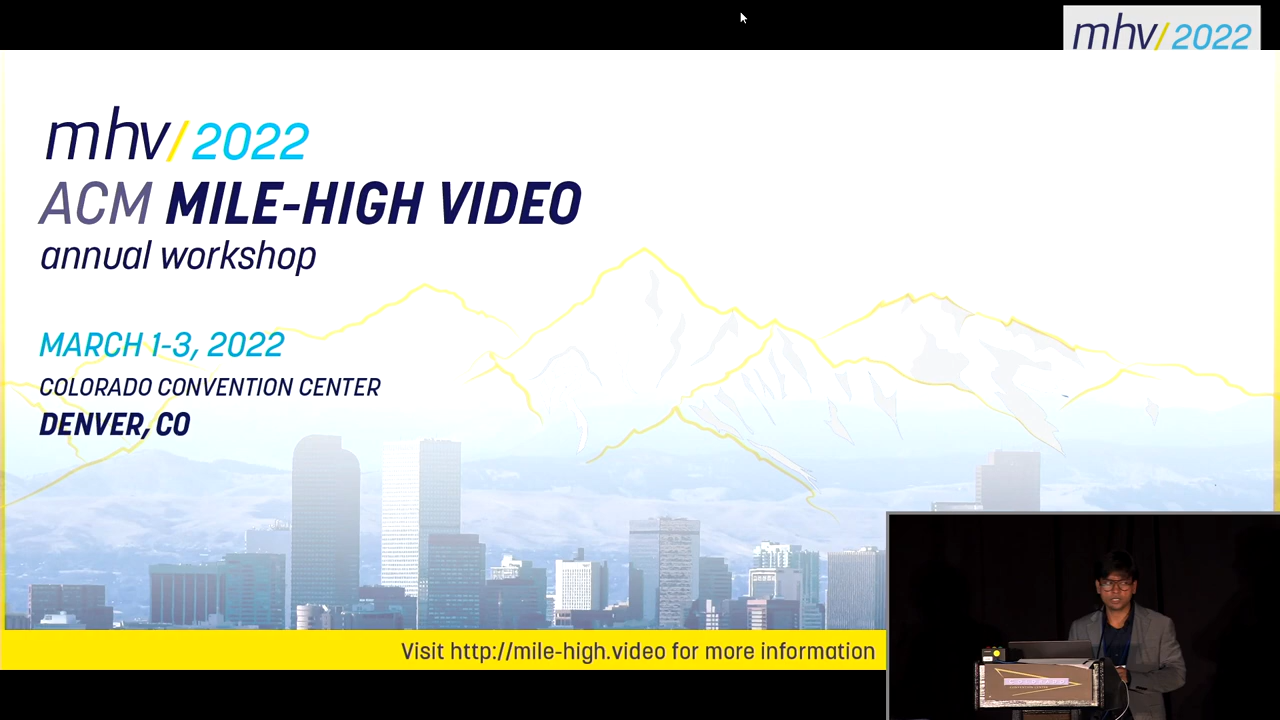 mhv/2022
mhv/2022
ACM MILE-HIGH VIDEO
annual workshop
MARCH 1-3, 2022
COLORADO CONVENTION CENTER
DENVER, CO
Visit http://mile-high.video for more information